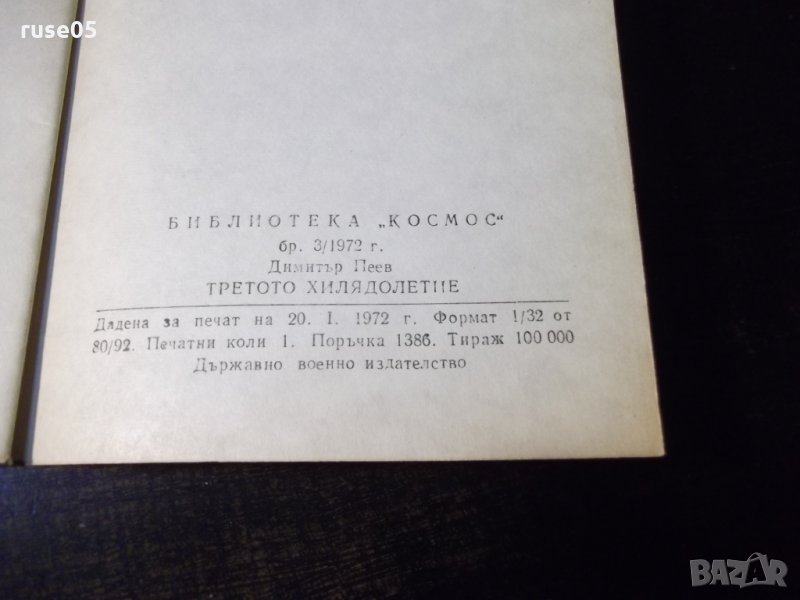 ruse05
БИБЛИОТЕКА „КОСМОС“
бр. 3/1972 г.
Димитър Пеев
ТРЕТОТО ХИЛЯДОЛЕТИЕ
Дадена за печат на 20. I. 1972 г. Формат 1/32 от
80/92. Печатни коли 1. Поръчка 1386. Тираж 100 000
Държавно военно издателство
BAZAR